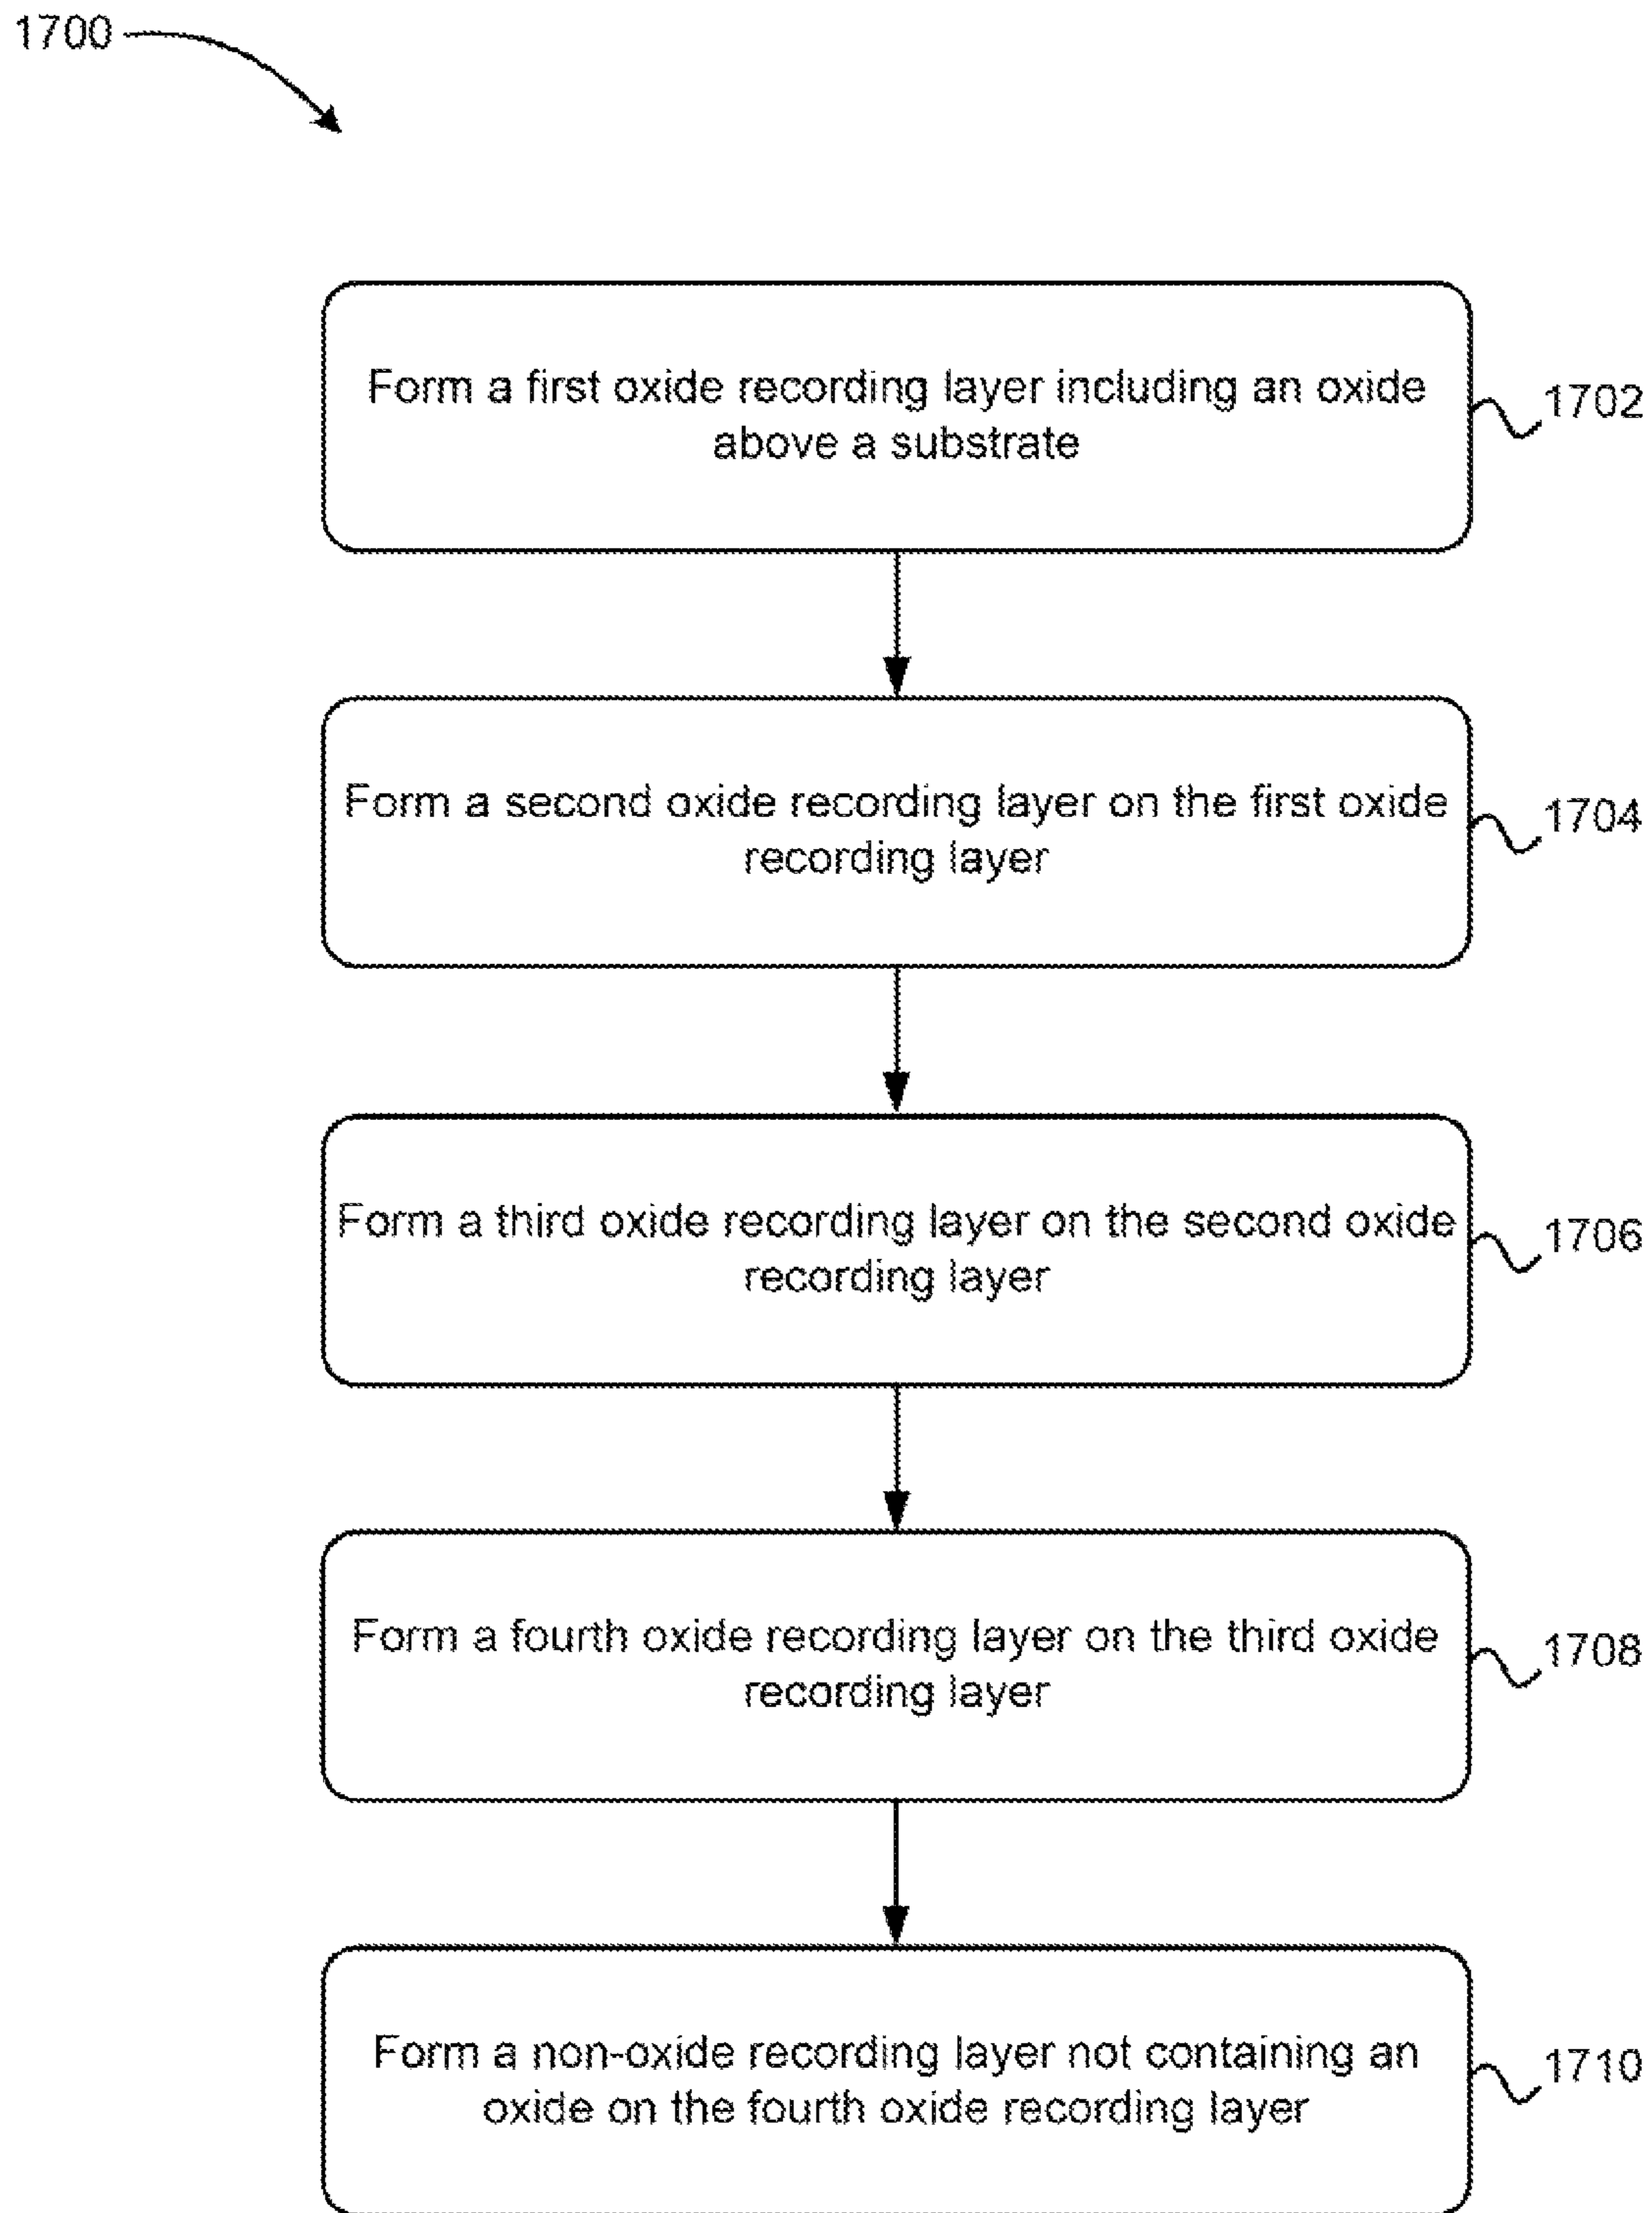 1700
Form a first oxide recording layer including an oxide
above a substrate
1702
Form a second oxide recording layer on the first oxide
recording layer
1704
Form a third oxide recording layer on the second oxide
recording layer
1706
Form a fourth oxide recording layer on the third oxide
recording layer
1708
Form a non-oxide recording layer not containing an
oxide on the fourth oxide recording layer
1710